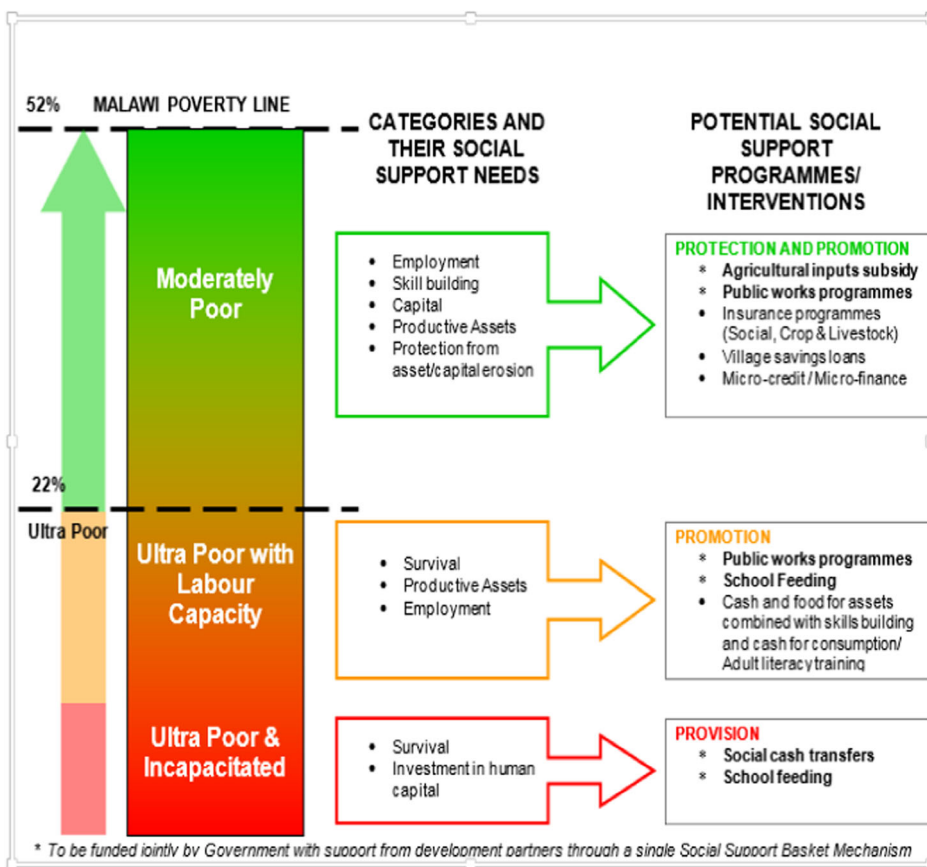 52%
MALAWI POVERTY LINE
CATEGORIES AND
THEIR SOCIAL
SUPPORT NEEDS
POTENTIAL SOCIAL
SUPPORT
PROGRAMMES/
INTERVENTIONS
Moderately
Poor
• Employment
• Skill building
• Capital
• Productive Assets
• Protection from
asset/capital erosion
PROTECTION AND PROMOTION
* Agricultural inputs subsidy
* Public works programmes
• Insurance programmes
(Social, Crop & Livestock)
• Village savings loans
• Micro-credit / Micro-finance
22%
Ultra Poor
Ultra Poor with
Labour
Capacity
• Survival
• Productive Assets
• Employment
PROMOTION
* Public works programmes
* School Feeding
• Cash and food for assets
combined with skills building
and cash for consumption/
Adult literacy training
Ultra Poor &
Incapacitated
• Survival
• Investment in human
capital
PROVISION
* Social cash transfers
* School feeding
* To be funded jointly by Government with support from development partners through a single Social Support Basket Mechanism